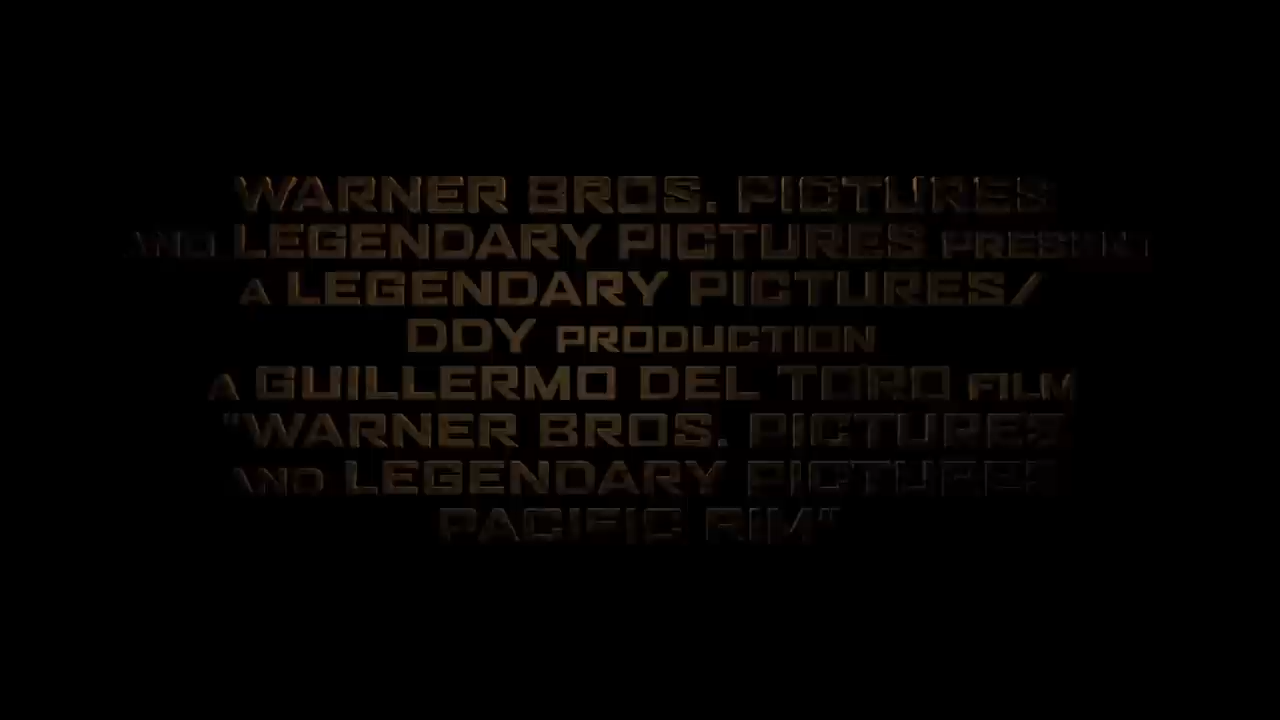 WARNER BROS. PICTURES
AND LEGENDARY PICTURES PRESENT
A LEGENDARY PICTURES/
DDY PRODUCTION
A GUILLERMO DEL TORO FILM
"WARNER BROS. PICTURES
AND LEGENDARY PICTURES
PACIFIC RIM"